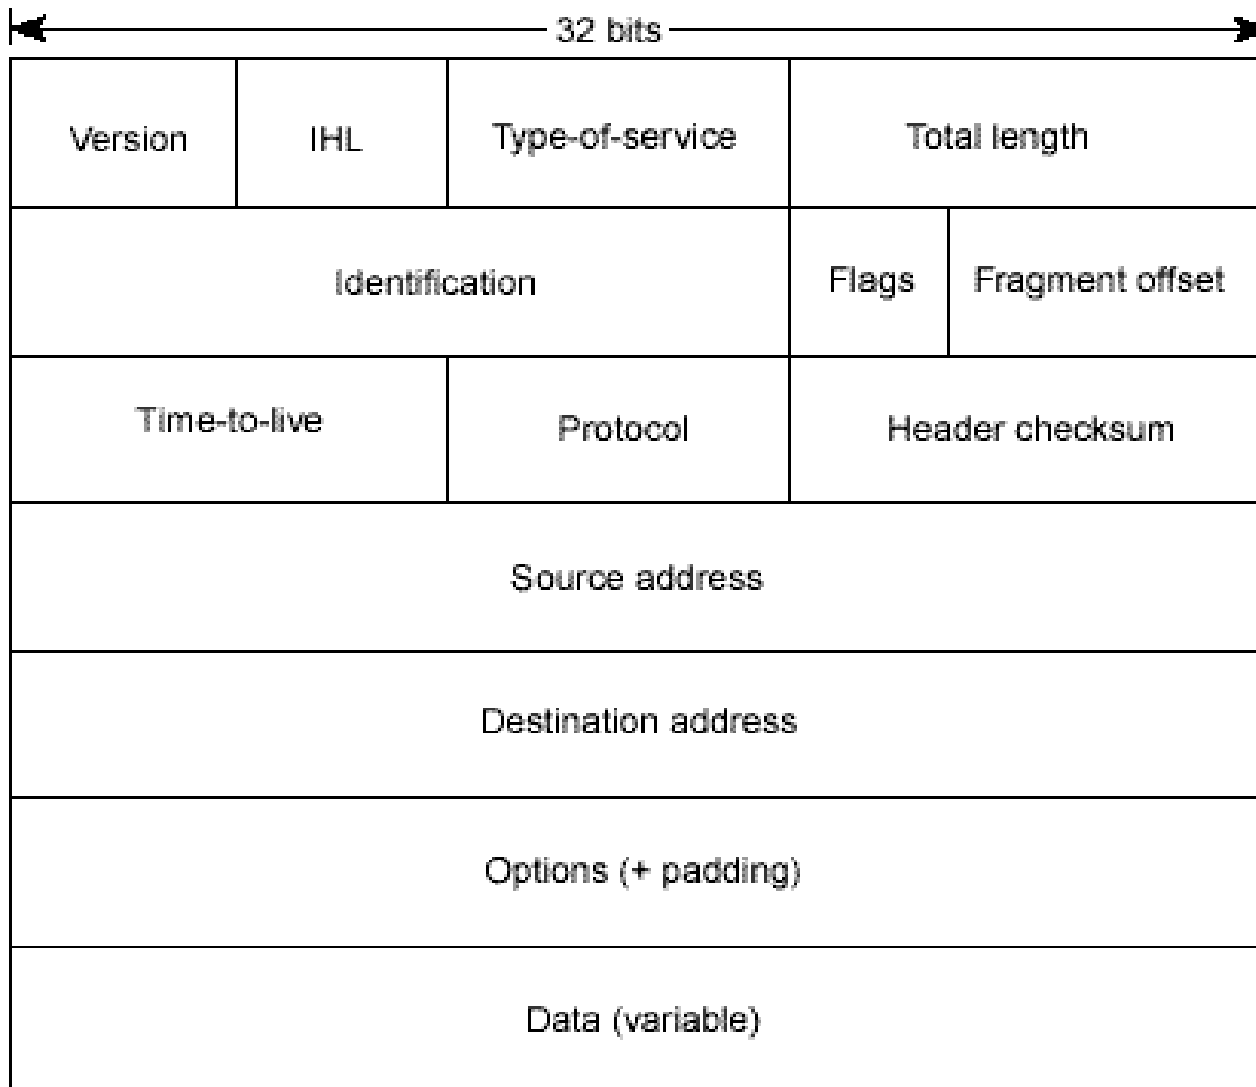 32 bits
Version IHL Type-of-service Total length
Identification Flags Fragment offset
Time-to-live Protocol Header checksum
Source address
Destination address
Options (+ padding)
Data (variable)